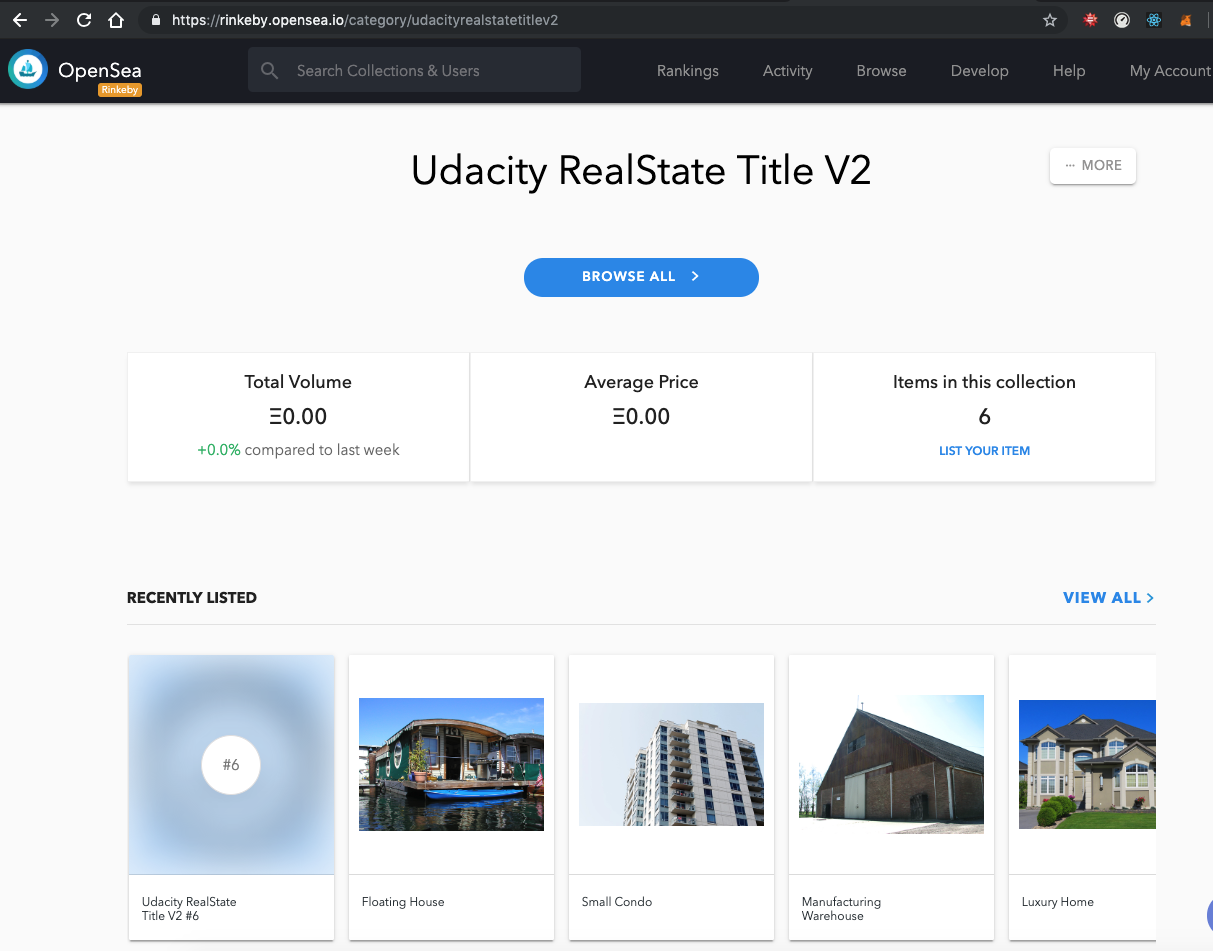 https://rinkeby.opensea.io/category/udacityrealstatetitlev2
OpenSea
Rinkeby
Search Collections & Users
Rankings
Activity
Browse
Develop
Help
My Account
Udacity RealState Title V2
··· MORE
BROWSE ALL >
Total Volume
Ξ0.00
+0.0% compared to last week
Average Price
Ξ0.00
Items in this collection
6
LIST YOUR ITEM
RECENTLY LISTED
VIEW ALL >
#6
Udacity RealState
Title V2 #6
Floating House
Small Condo
Manufacturing
Warehouse
Luxury Home